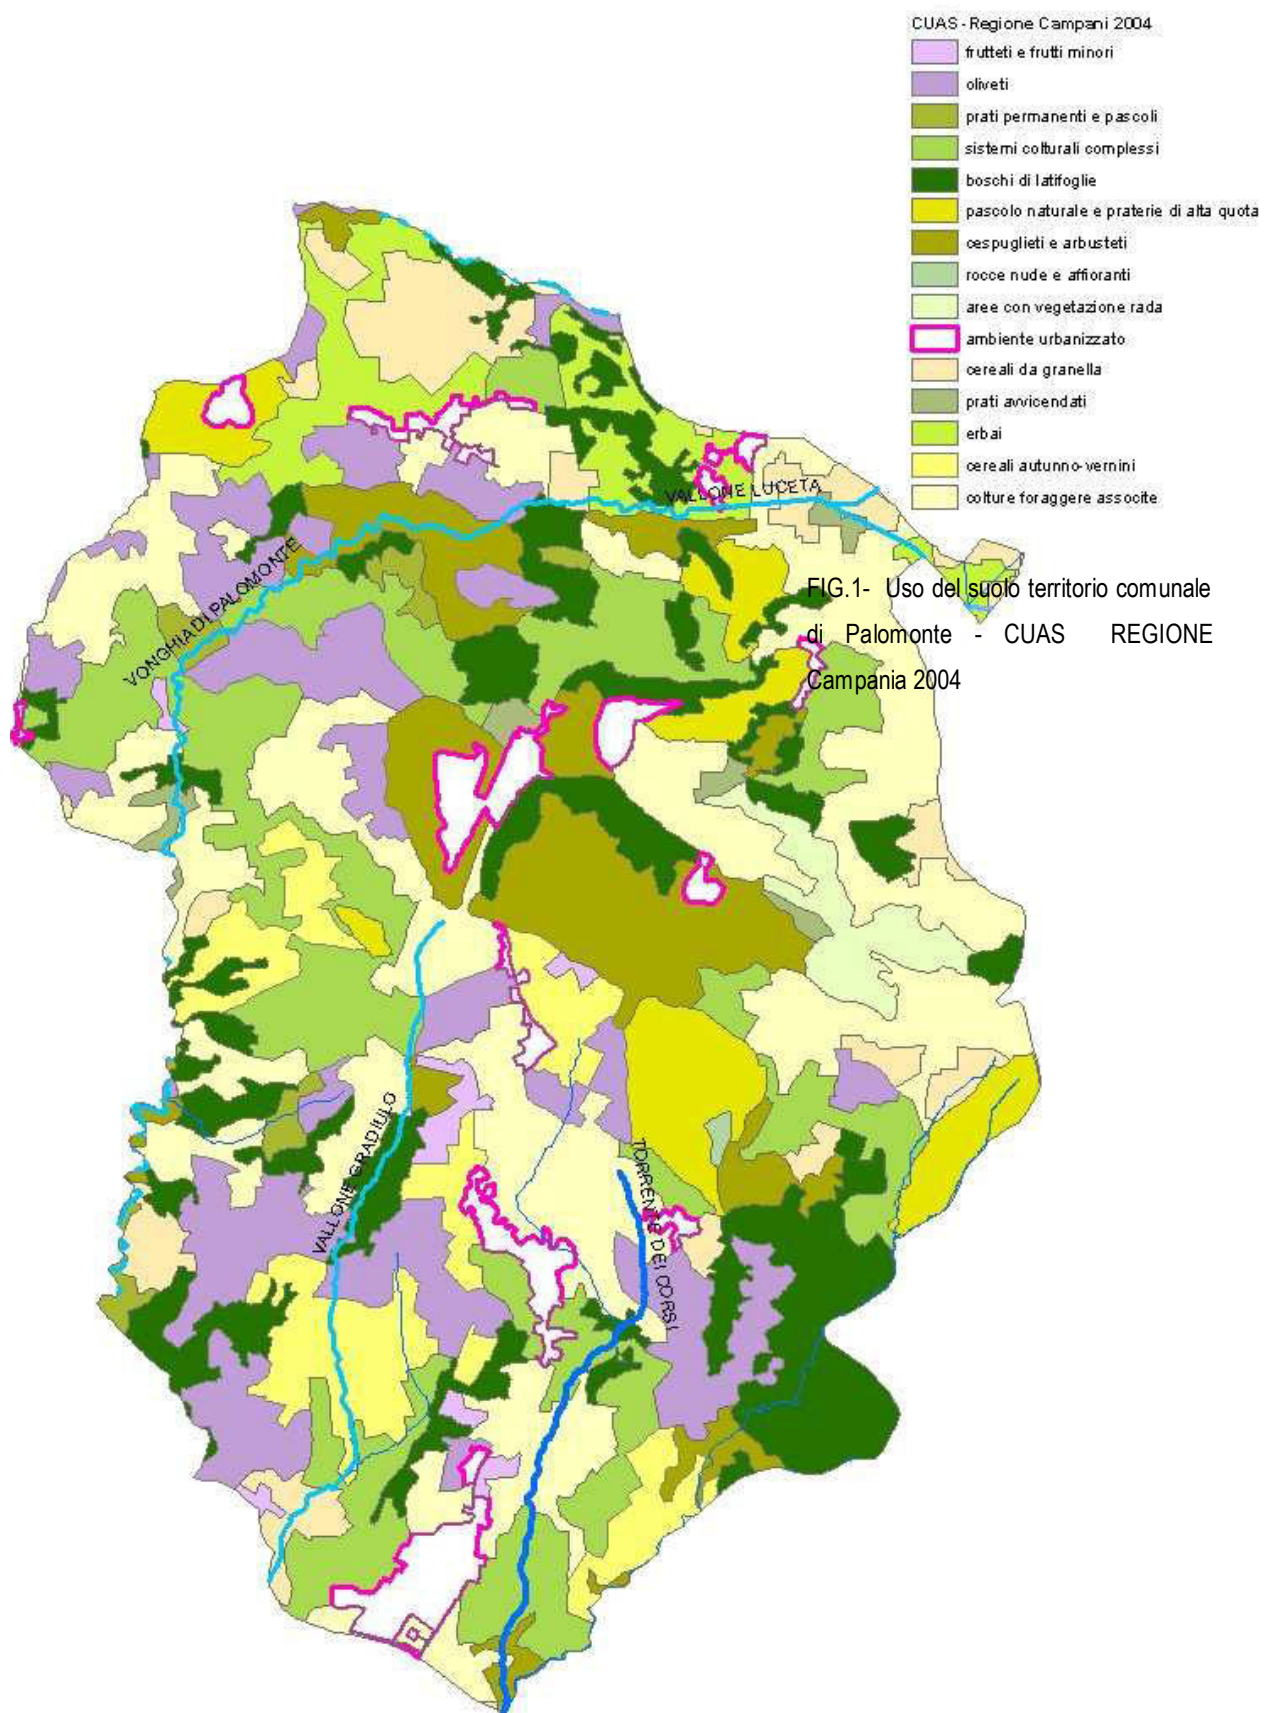 CUAS - Regione Campani 2004
frutteti e frutti minori
oliveti
prati permanenti e pascoli
sistemi colturali complessi
boschi di latifoglie
pascolo naturale e praterie di alta quota
cespuglieti e arbusteti
rocce nude e affioranti
aree con vegetazione rada
ambiente urbanizzato
cereali da granella
prati avvicendati
erbai
cereali autunno-vernini
colture foraggere associte
VALLONE LUCETA
VONGHIA DI PALOMONTE
FIG.1- Uso del suolo territorio comunale
di Palomonte - CUAS REGIONE
Campania 2004
VALLONE GRADIULO
TORRENTE DEI CORSI